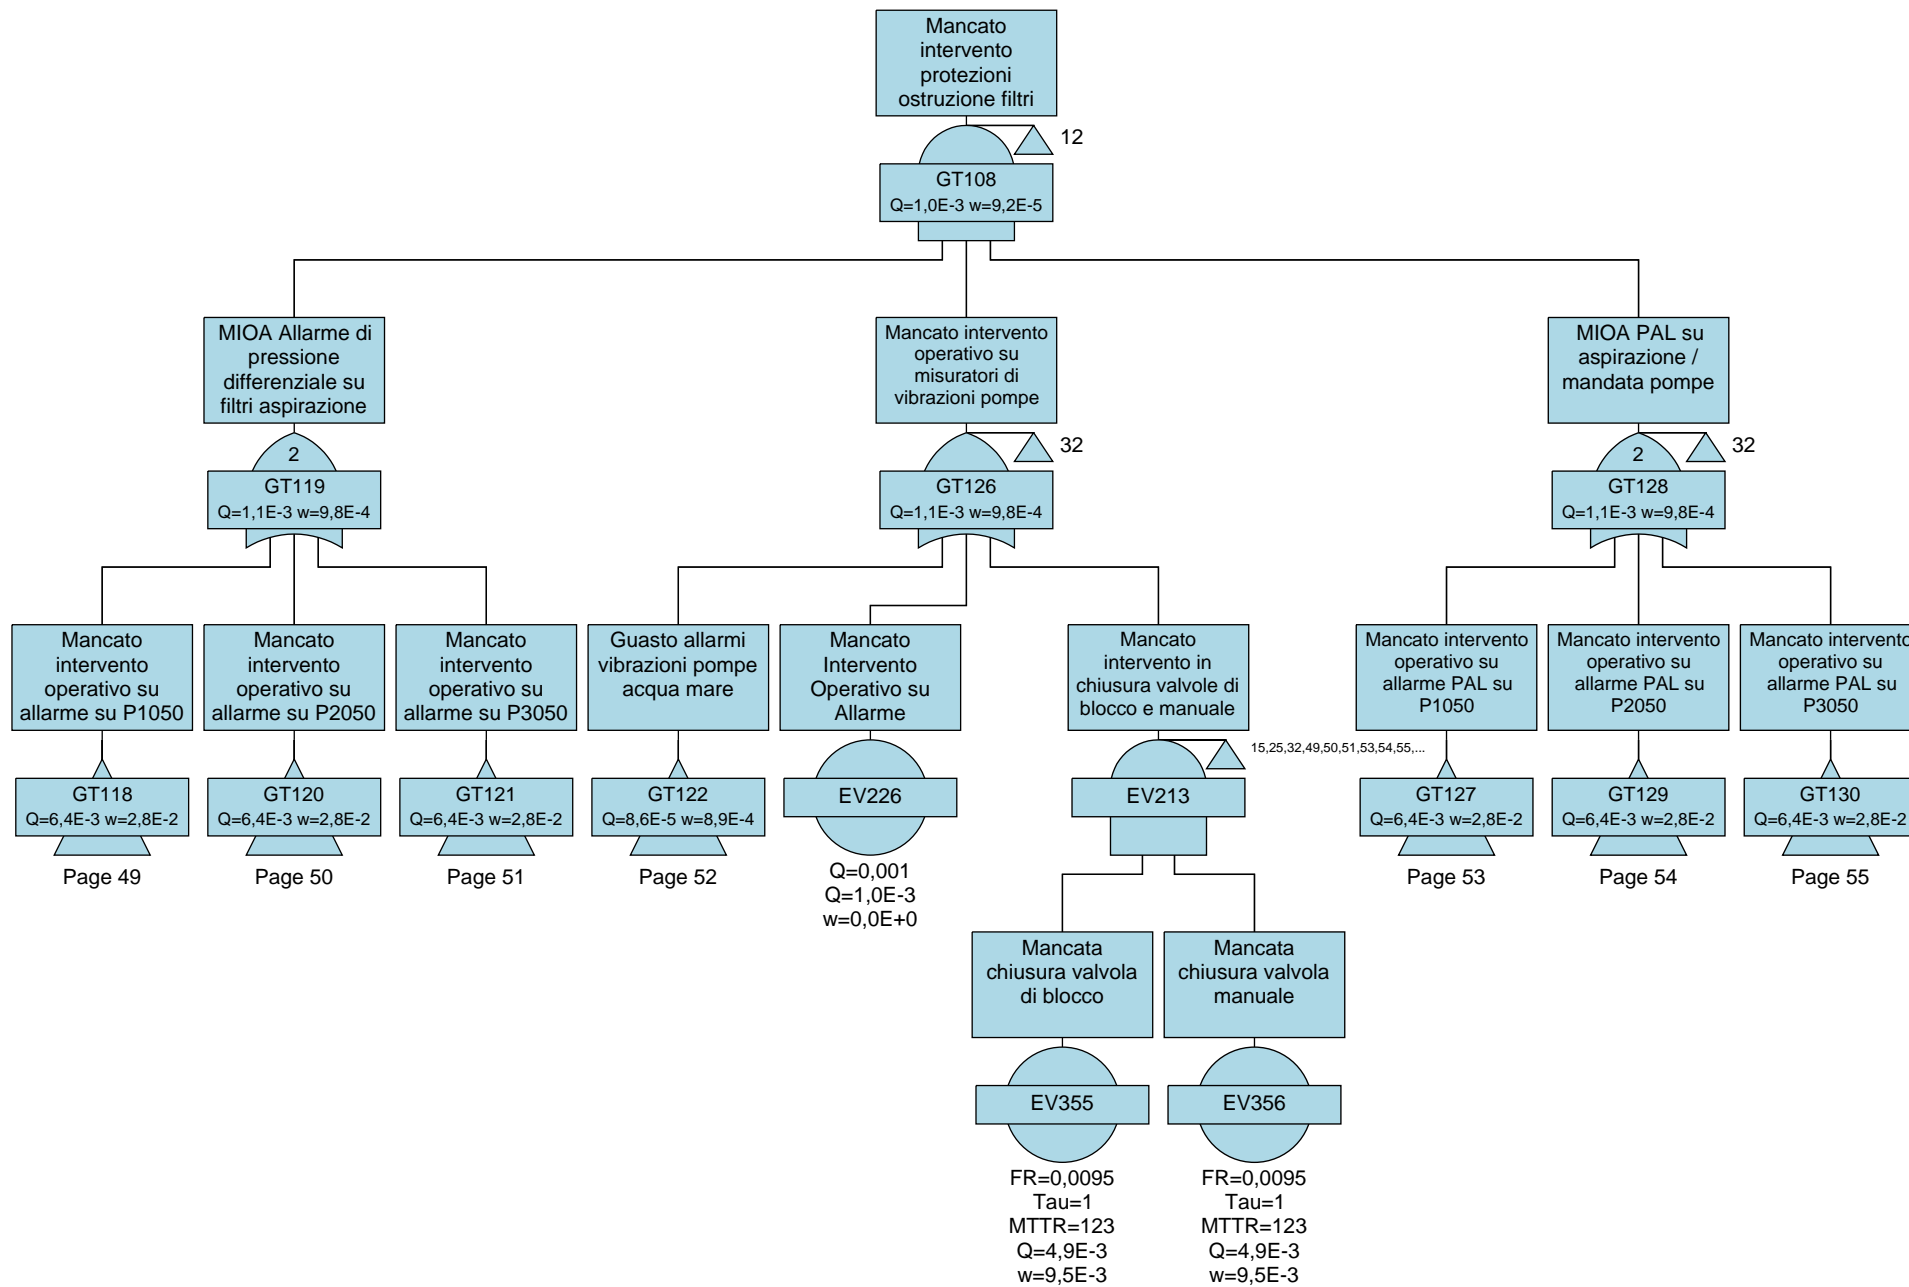 Mancato
intervento
protezioni
ostruzione filtri
12
GT108
Q=1,0E-3 w=9,2E-5
MIOA Allarme di
pressione
differenziale su
filtri aspirazione
2
GT119
Q=1,1E-3 w=9,8E-4
Mancato intervento
operativo su
misuratori di
vibrazioni pompe
32
GT126
Q=1,1E-3 w=9,8E-4
MIOA PAL su
aspirazione /
mandata pompe
2
32
GT128
Q=1,1E-3 w=9,8E-4
Mancato
intervento
operativo su
allarme su P1050
GT118
Q=6,4E-3 w=2,8E-2
Page 49
Mancato
intervento
operativo su
allarme su P2050
GT120
Q=6,4E-3 w=2,8E-2
Page 50
Mancato
intervento
operativo su
allarme su P3050
GT121
Q=6,4E-3 w=2,8E-2
Page 51
Guasto allarmi
vibrazioni pompe
acqua mare
GT122
Q=8,6E-5 w=8,9E-4
Page 52
Mancato
Intervento
Operativo su
Allarme
EV226
Q=0,001
Q=1,0E-3
w=0,0E+0
Mancato
intervento in
chiusura valvole di
blocco e manuale
15,25,32,49,50,51,53,54,55,...
EV213
Mancato intervento
operativo su
allarme PAL su
P1050
GT127
Q=6,4E-3 w=2,8E-2
Page 53
Mancato intervento
operativo su
allarme PAL su
P2050
GT129
Q=6,4E-3 w=2,8E-2
Page 54
Mancato intervento
operativo su
allarme PAL su
P3050
GT130
Q=6,4E-3 w=2,8E-2
Page 55
Mancata
chiusura valvola
di blocco
EV355
FR=0,0095
Tau=1
MTTR=123
Q=4,9E-3
w=9,5E-3
Mancata
chiusura valvola
manuale
EV356
FR=0,0095
Tau=1
MTTR=123
Q=4,9E-3
w=9,5E-3